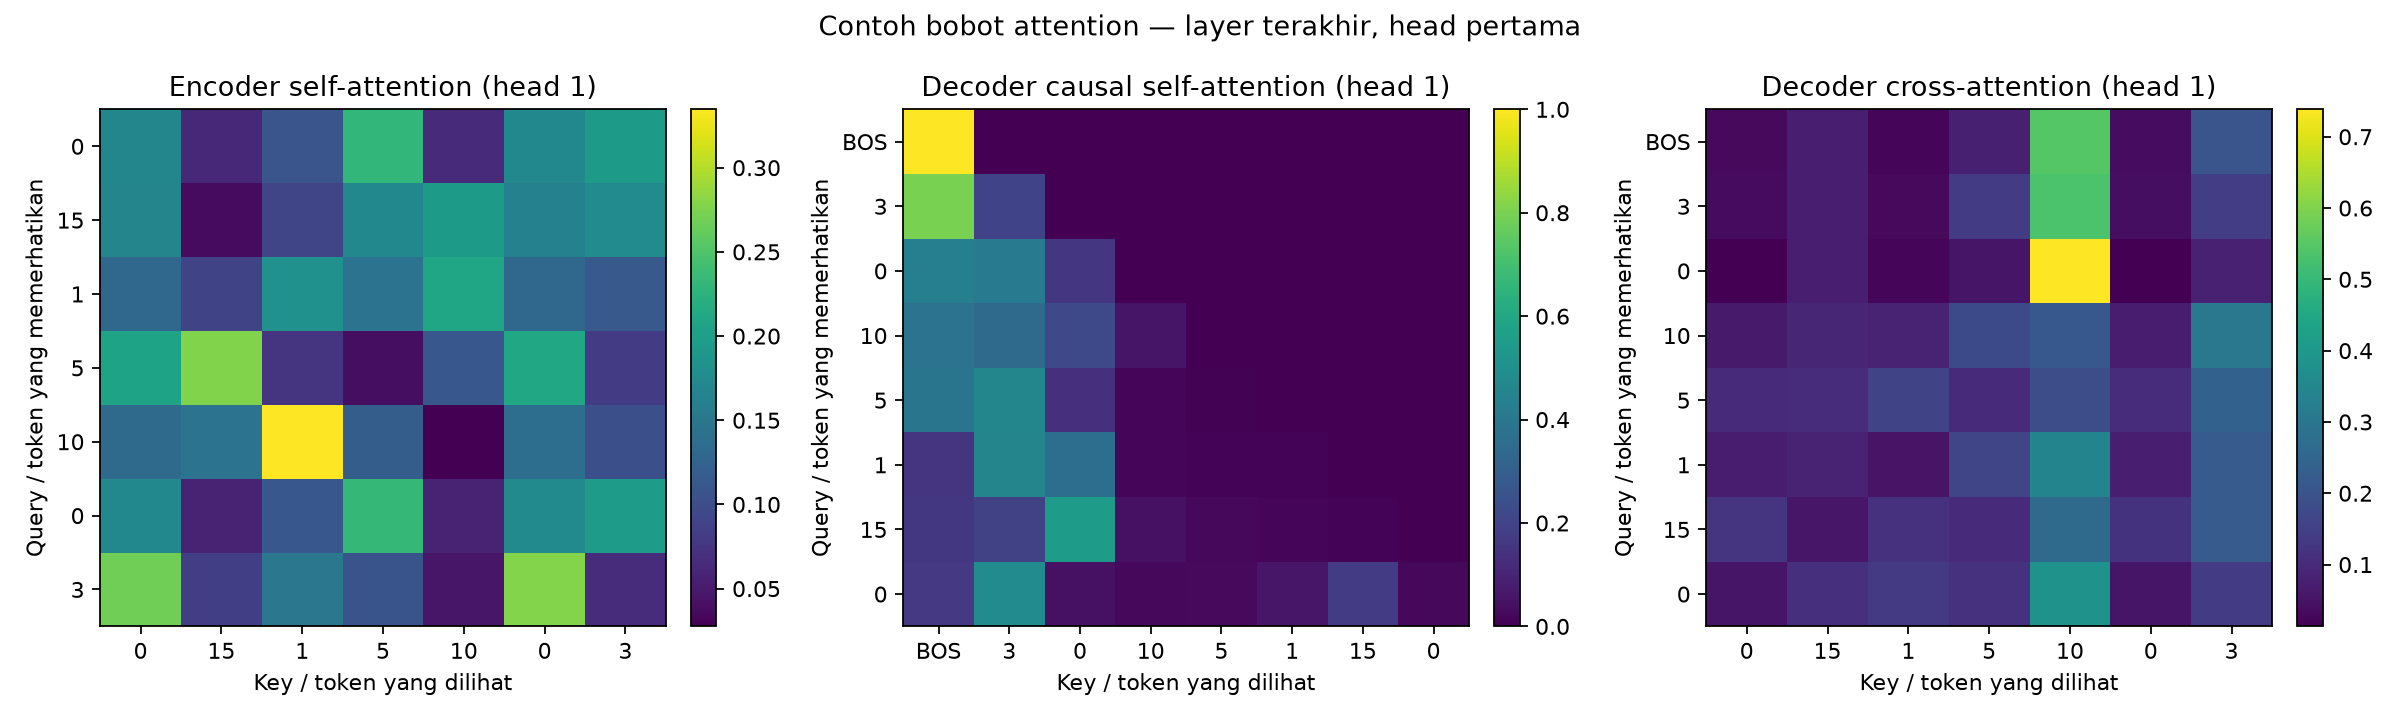 Contoh bobot attention — layer terakhir, head pertama
Encoder self-attention (head 1)
Query / token yang memerhatikan
0
15
1
5
10
0
3
0 15 1 5 10 0 3
Key / token yang dilihat
0.30
0.25
0.20
0.15
0.10
0.05
Decoder causal self-attention (head 1)
Query / token yang memerhatikan
BOS
3
0
10
5
1
15
0
BOS 3 0 10 5 1 15 0
Key / token yang dilihat
1.0
0.8
0.6
0.4
0.2
0.0
Decoder cross-attention (head 1)
Query / token yang memerhatikan
BOS
3
0
10
5
1
15
0
0 15 1 5 10 0 3
Key / token yang dilihat
0.7
0.6
0.5
0.4
0.3
0.2
0.1